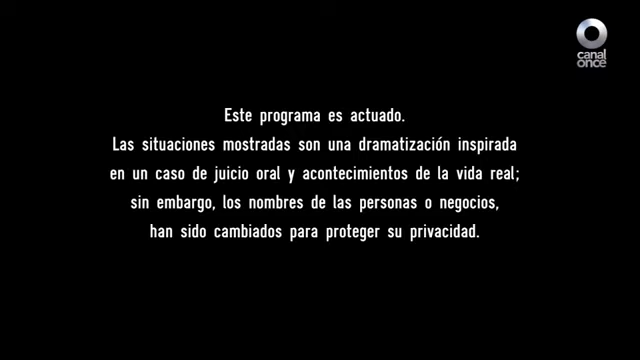 canal
once
Este programa es actuado.
Las situaciones mostradas son una dramatización inspirada
en un caso de juicio oral y acontecimientos de la vida real;
sin embargo, los nombres de las personas o negocios,
han sido cambiados para proteger su privacidad.